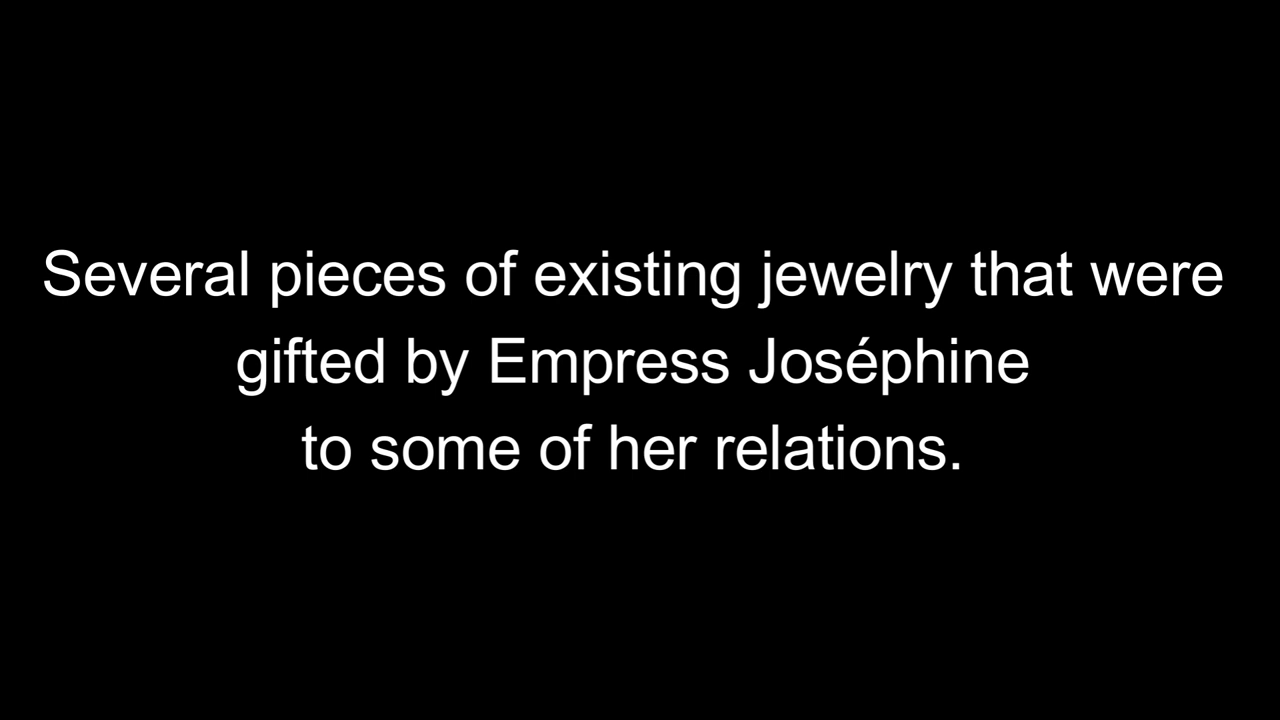 Several pieces of existing jewelry that were
gifted by Empress Joséphine
to some of her relations.